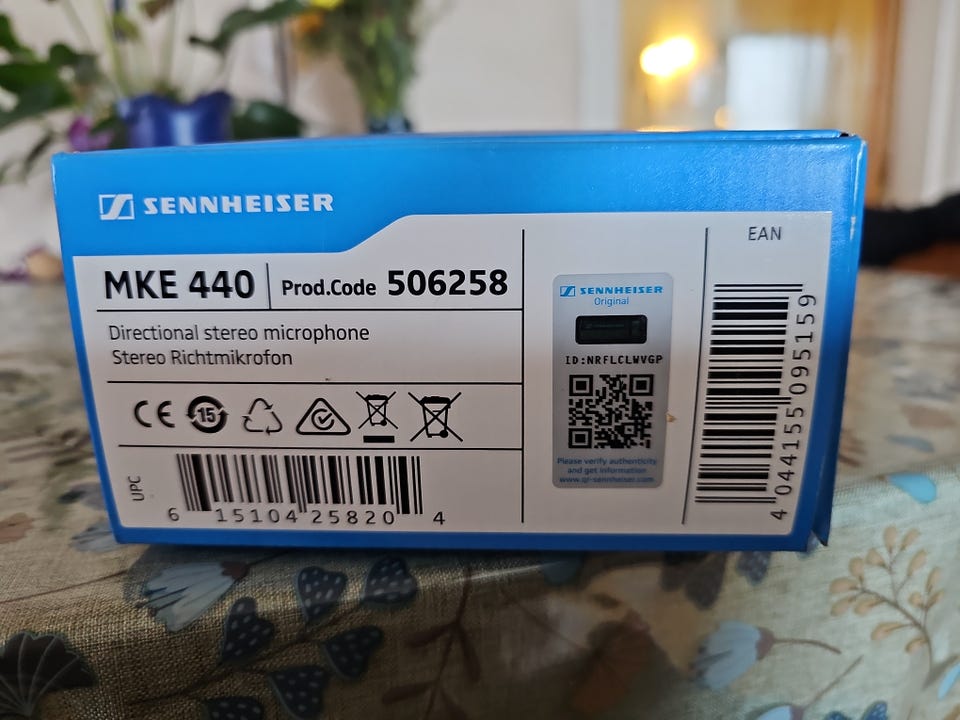 SENNHEISER
MKE 440
Prod.Code 506258
Directional stereo microphone
Stereo Richtmikrofon
CE
15
UPC
6 15104 25820 4
SENNHEISER
Original
ID:NRFLCLWVGP
Please verify authenticity
and get information
www.qr-sennheiser.com
EAN
4 044155 095159